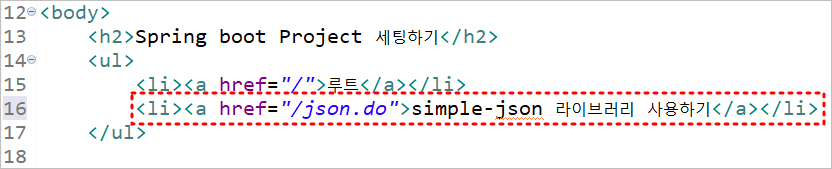 12 <body>
13 <h2>Spring boot Project 세팅하기</h2>
14 <ul>
15 <li><a href="/">루트</a></li>
16 <li><a href="/json.do">simple-json 라이브러리 사용하기</a></li>
17 </ul>
18